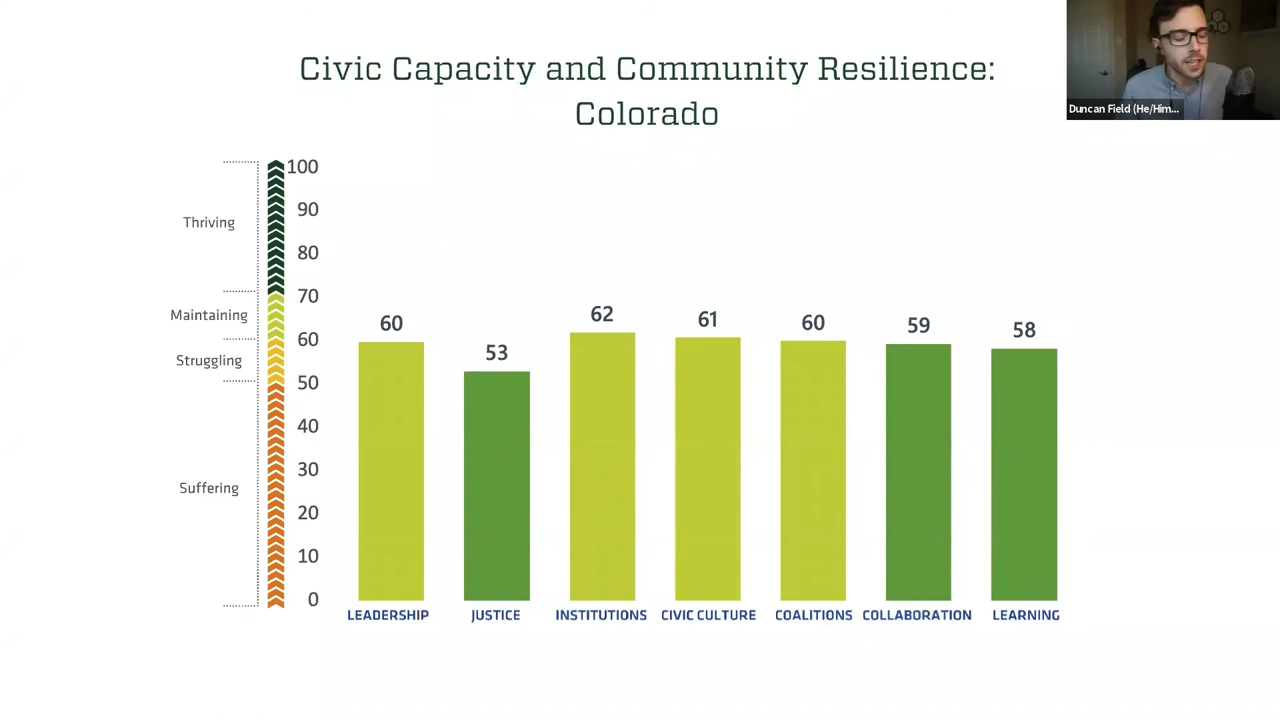 Civic Capacity and Community Resilience:
Colorado
Duncan Field (He/Him...
100
90
80
70
60
50
40
30
20
10
0
Thriving
Maintaining
Struggling
Suffering
60
53
62
61
60
59
58
LEADERSHIP
JUSTICE
INSTITUTIONS
CIVIC CULTURE
COALITIONS
COLLABORATION
LEARNING